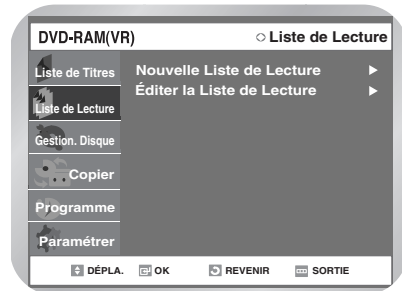 DVD-RAM(VR) Liste de Lecture
Liste de Titres
Nouvelle Liste de Lecture
Éditer la Liste de Lecture
Liste de Lecture
Gestion. Disque
Copier
Programme
Paramétrer
DÉPLA. OK REVENIR SORTIE